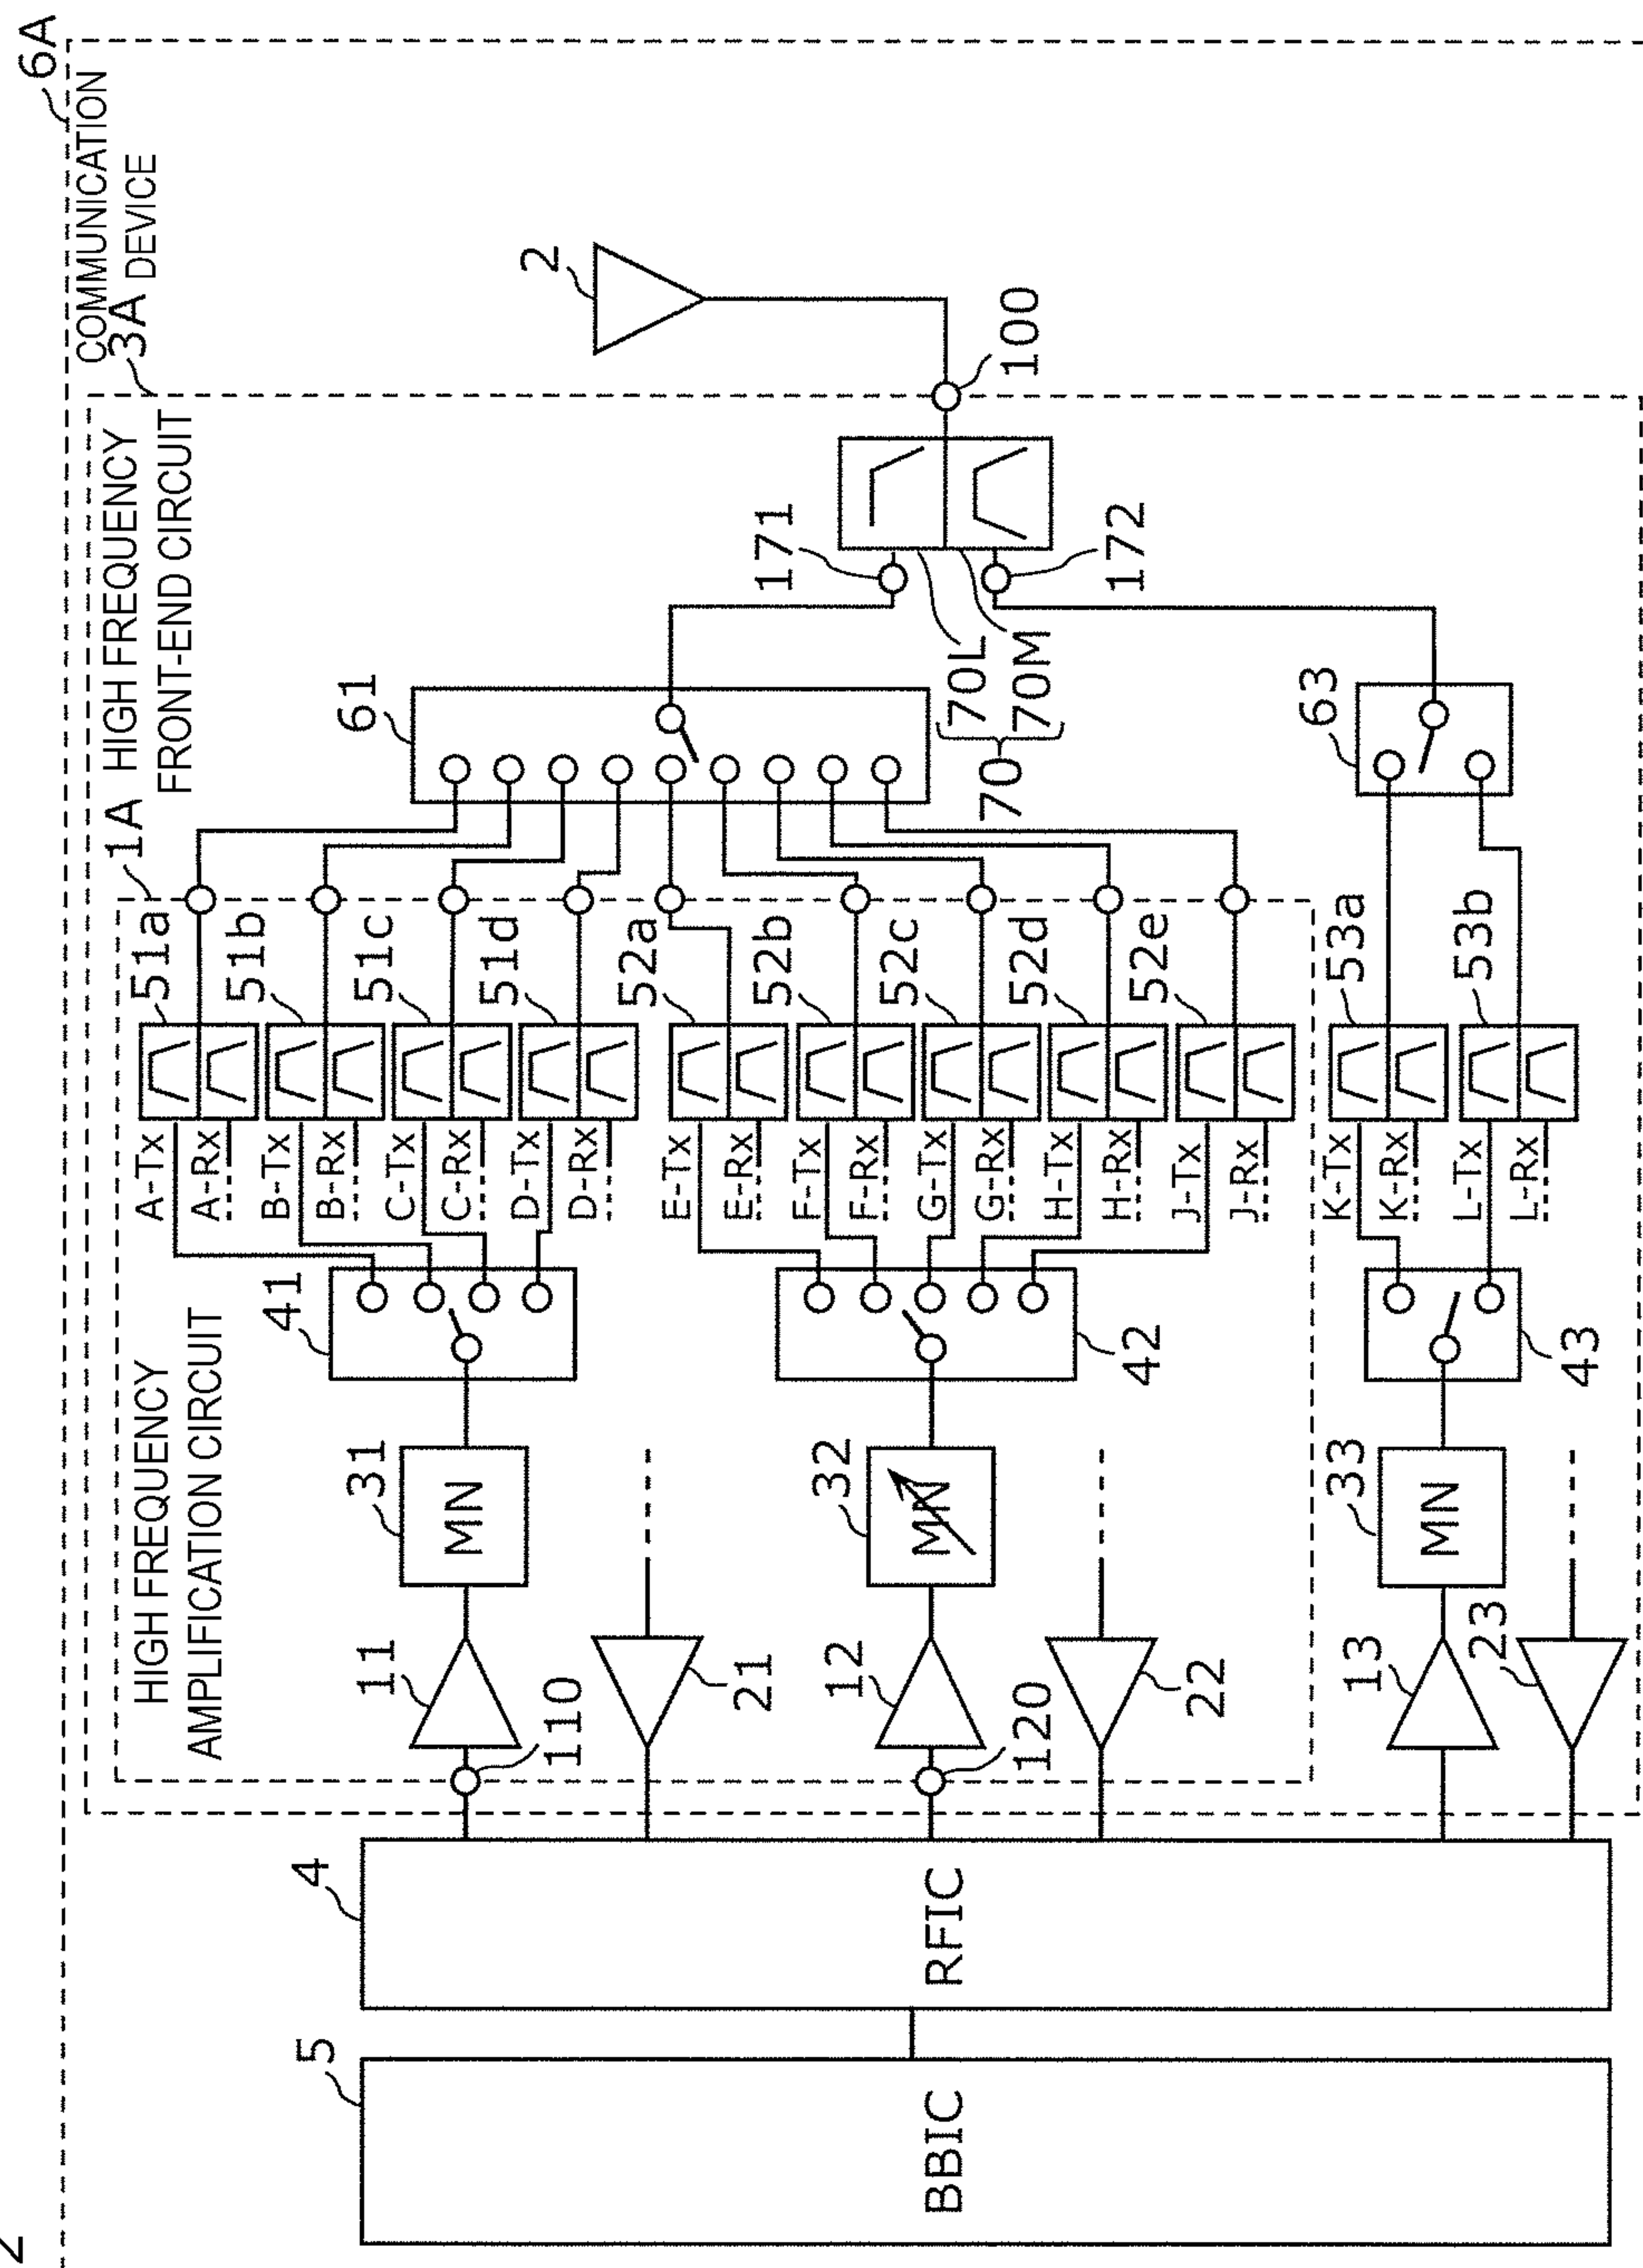 2
6A
COMMUNICATION
DEVICE
3A
HIGH FREQUENCY
FRONT-END CIRCUIT
1A
HIGH FREQUENCY
AMPLIFICATION CIRCUIT
5
BBIC
4
RFIC
110
11
31
MN
41
21
120
12
32
MN
42
22
13
33
MN
43
23
A-Tx
A-Rx
B-Tx
B-Rx
C-Tx
C-Rx
D-Tx
D-Rx
E-Tx
E-Rx
F-Tx
F-Rx
G-Tx
G-Rx
H-Tx
H-Rx
J-Tx
J-Rx
K-Tx
K-Rx
L-Tx
L-Rx
51a
51b
51c
51d
52a
52b
52c
52d
52e
53a
53b
61
63
171
172
70L
70M
70
100
2